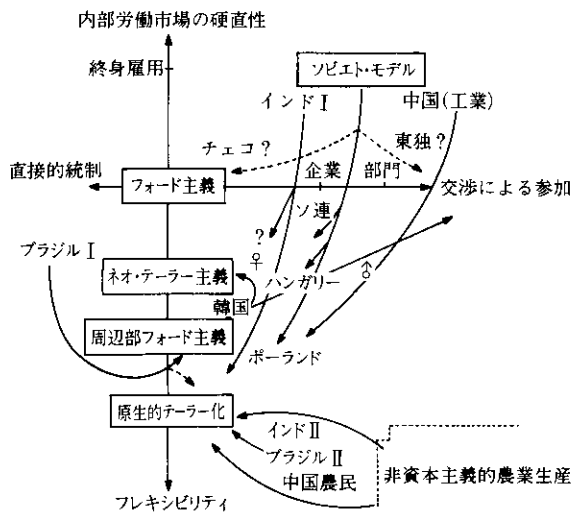 内部労働市場の硬直性
終身雇用
ソビエト・モデル
インドⅠ
中国(工業)
チェコ?
東独?
直接的統制
フォード主義
企業
部門
交渉による参加
ソ連
?
♀
ブラジルⅠ
ネオ・テーラー主義
ハンガリー
♂
韓国
周辺部フォード主義
ポーランド
原生的テーラー化
インドⅡ
ブラジルⅡ
中国農民
非資本主義的農業生産
フレキシビリティ